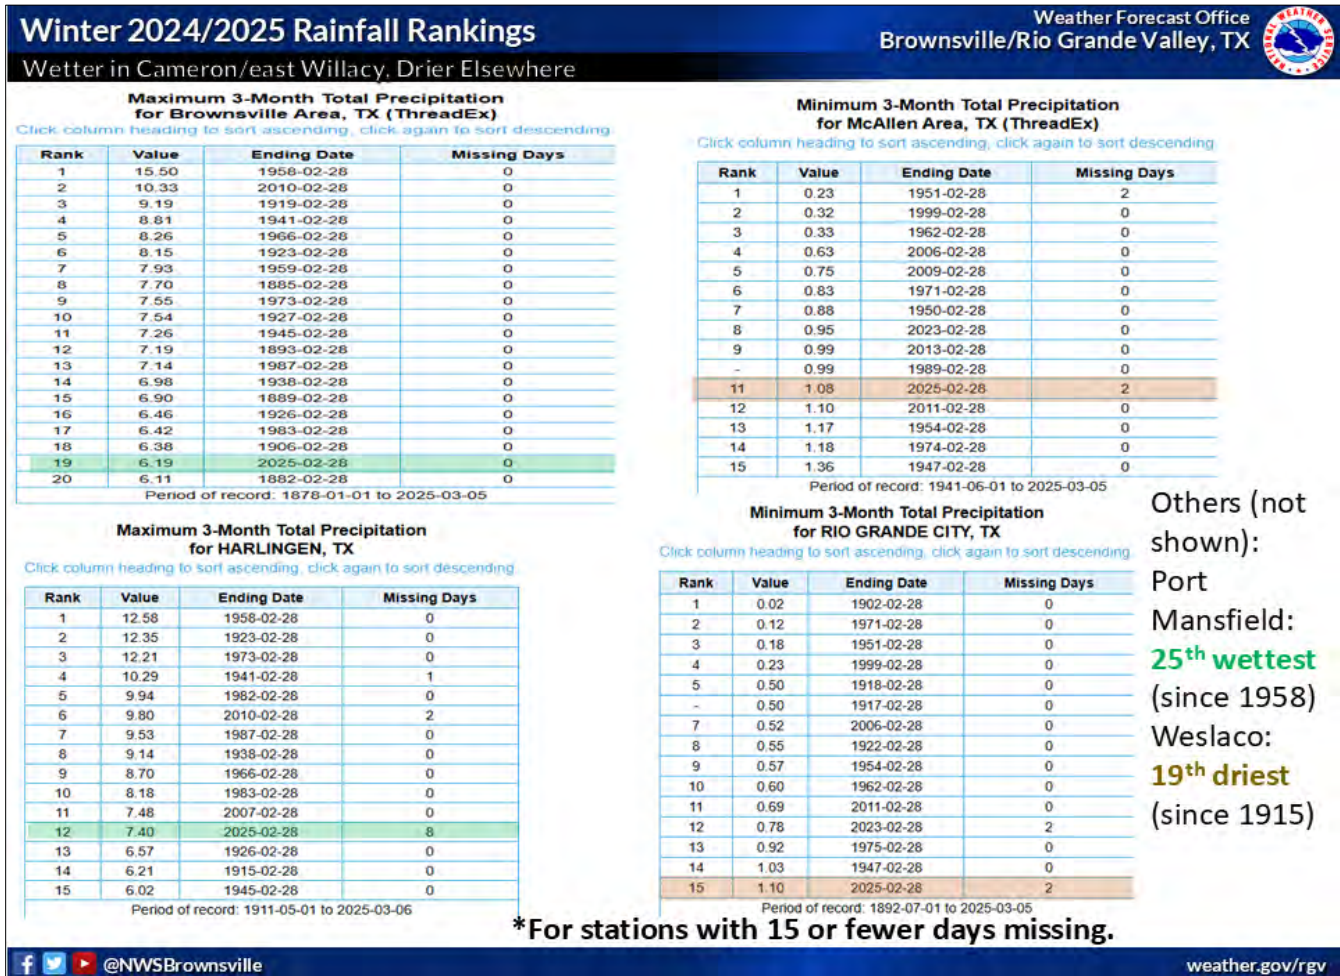 Winter 2024/2025 Rainfall Rankings
Wetter in Cameron/east Willacy, Drier Elsewhere
Weather Forecast Office
Brownsville/Rio Grande Valley, TX
Maximum 3-Month Total Precipitation
for Brownsville Area, TX (ThreadEx)
Click column heading to sort ascending, click again to sort descending.
Rank Value Ending Date Missing Days
1 15.50 1958-02-28 0
2 10.33 2010-02-28 0
3 9.19 1919-02-28 0
4 8.81 1941-02-28 0
5 8.26 1966-02-28 0
6 8.15 1923-02-28 0
7 7.93 1959-02-28 0
8 7.70 1885-02-28 0
9 7.55 1973-02-28 0
10 7.54 1927-02-28 0
11 7.26 1945-02-28 0
12 7.19 1893-02-28 0
13 7.14 1987-02-28 0
14 6.98 1938-02-28 0
15 6.90 1889-02-28 0
16 6.46 1926-02-28 0
17 6.42 1983-02-28 0
18 6.38 1906-02-28 0
19 6.19 2025-02-28 0
20 6.11 1882-02-28 0
Period of record: 1878-01-01 to 2025-03-05
Minimum 3-Month Total Precipitation
for McAllen Area, TX (ThreadEx)
Click column heading to sort ascending, click again to sort descending.
Rank Value Ending Date Missing Days
1 0.23 1951-02-28 2
2 0.32 1999-02-28 0
3 0.33 1962-02-28 0
4 0.63 2006-02-28 0
5 0.75 2009-02-28 0
6 0.83 1971-02-28 0
7 0.88 1950-02-28 0
8 0.95 2023-02-28 0
9 0.99 2013-02-28 0
- 0.99 1989-02-28 0
11 1.08 2025-02-28 2
12 1.10 2011-02-28 0
13 1.17 1954-02-28 0
14 1.18 1974-02-28 0
15 1.36 1947-02-28 0
Period of record: 1941-06-01 to 2025-03-05
Maximum 3-Month Total Precipitation
for HARLINGEN, TX
Click column heading to sort ascending, click again to sort descending.
Rank Value Ending Date Missing Days
1 12.58 1958-02-28 0
2 12.35 1923-02-28 0
3 12.21 1973-02-28 0
4 10.29 1941-02-28 1
5 9.94 1982-02-28 0
6 9.80 2010-02-28 2
7 9.53 1987-02-28 0
8 9.14 1938-02-28 0
9 8.70 1966-02-28 0
10 8.18 1983-02-28 0
11 7.48 2007-02-28 0
12 7.40 2025-02-28 8
13 6.57 1926-02-28 0
14 6.21 1915-02-28 0
15 6.02 1945-02-28 0
Period of record: 1911-05-01 to 2025-03-06
Minimum 3-Month Total Precipitation
for RIO GRANDE CITY, TX
Click column heading to sort ascending, click again to sort descending.
Rank Value Ending Date Missing Days
1 0.02 1902-02-28 0
2 0.12 1971-02-28 0
3 0.18 1951-02-28 0
4 0.23 1999-02-28 0
5 0.50 1918-02-28 0
- 0.50 1917-02-28 0
7 0.52 2006-02-28 0
8 0.55 1922-02-28 0
9 0.57 1954-02-28 0
10 0.60 1962-02-28 0
11 0.69 2011-02-28 0
12 0.78 2023-02-28 2
13 0.92 1975-02-28 0
14 1.03 1947-02-28 0
15 1.10 2025-02-28 2
Period of record: 1892-07-01 to 2025-03-05
Others (not
shown):
Port
Mansfield:
25th wettest
(since 1958)
Weslaco:
19th driest
(since 1915)
*For stations with 15 or fewer days missing.
@NWSBrownsville
weather.gov/rgv